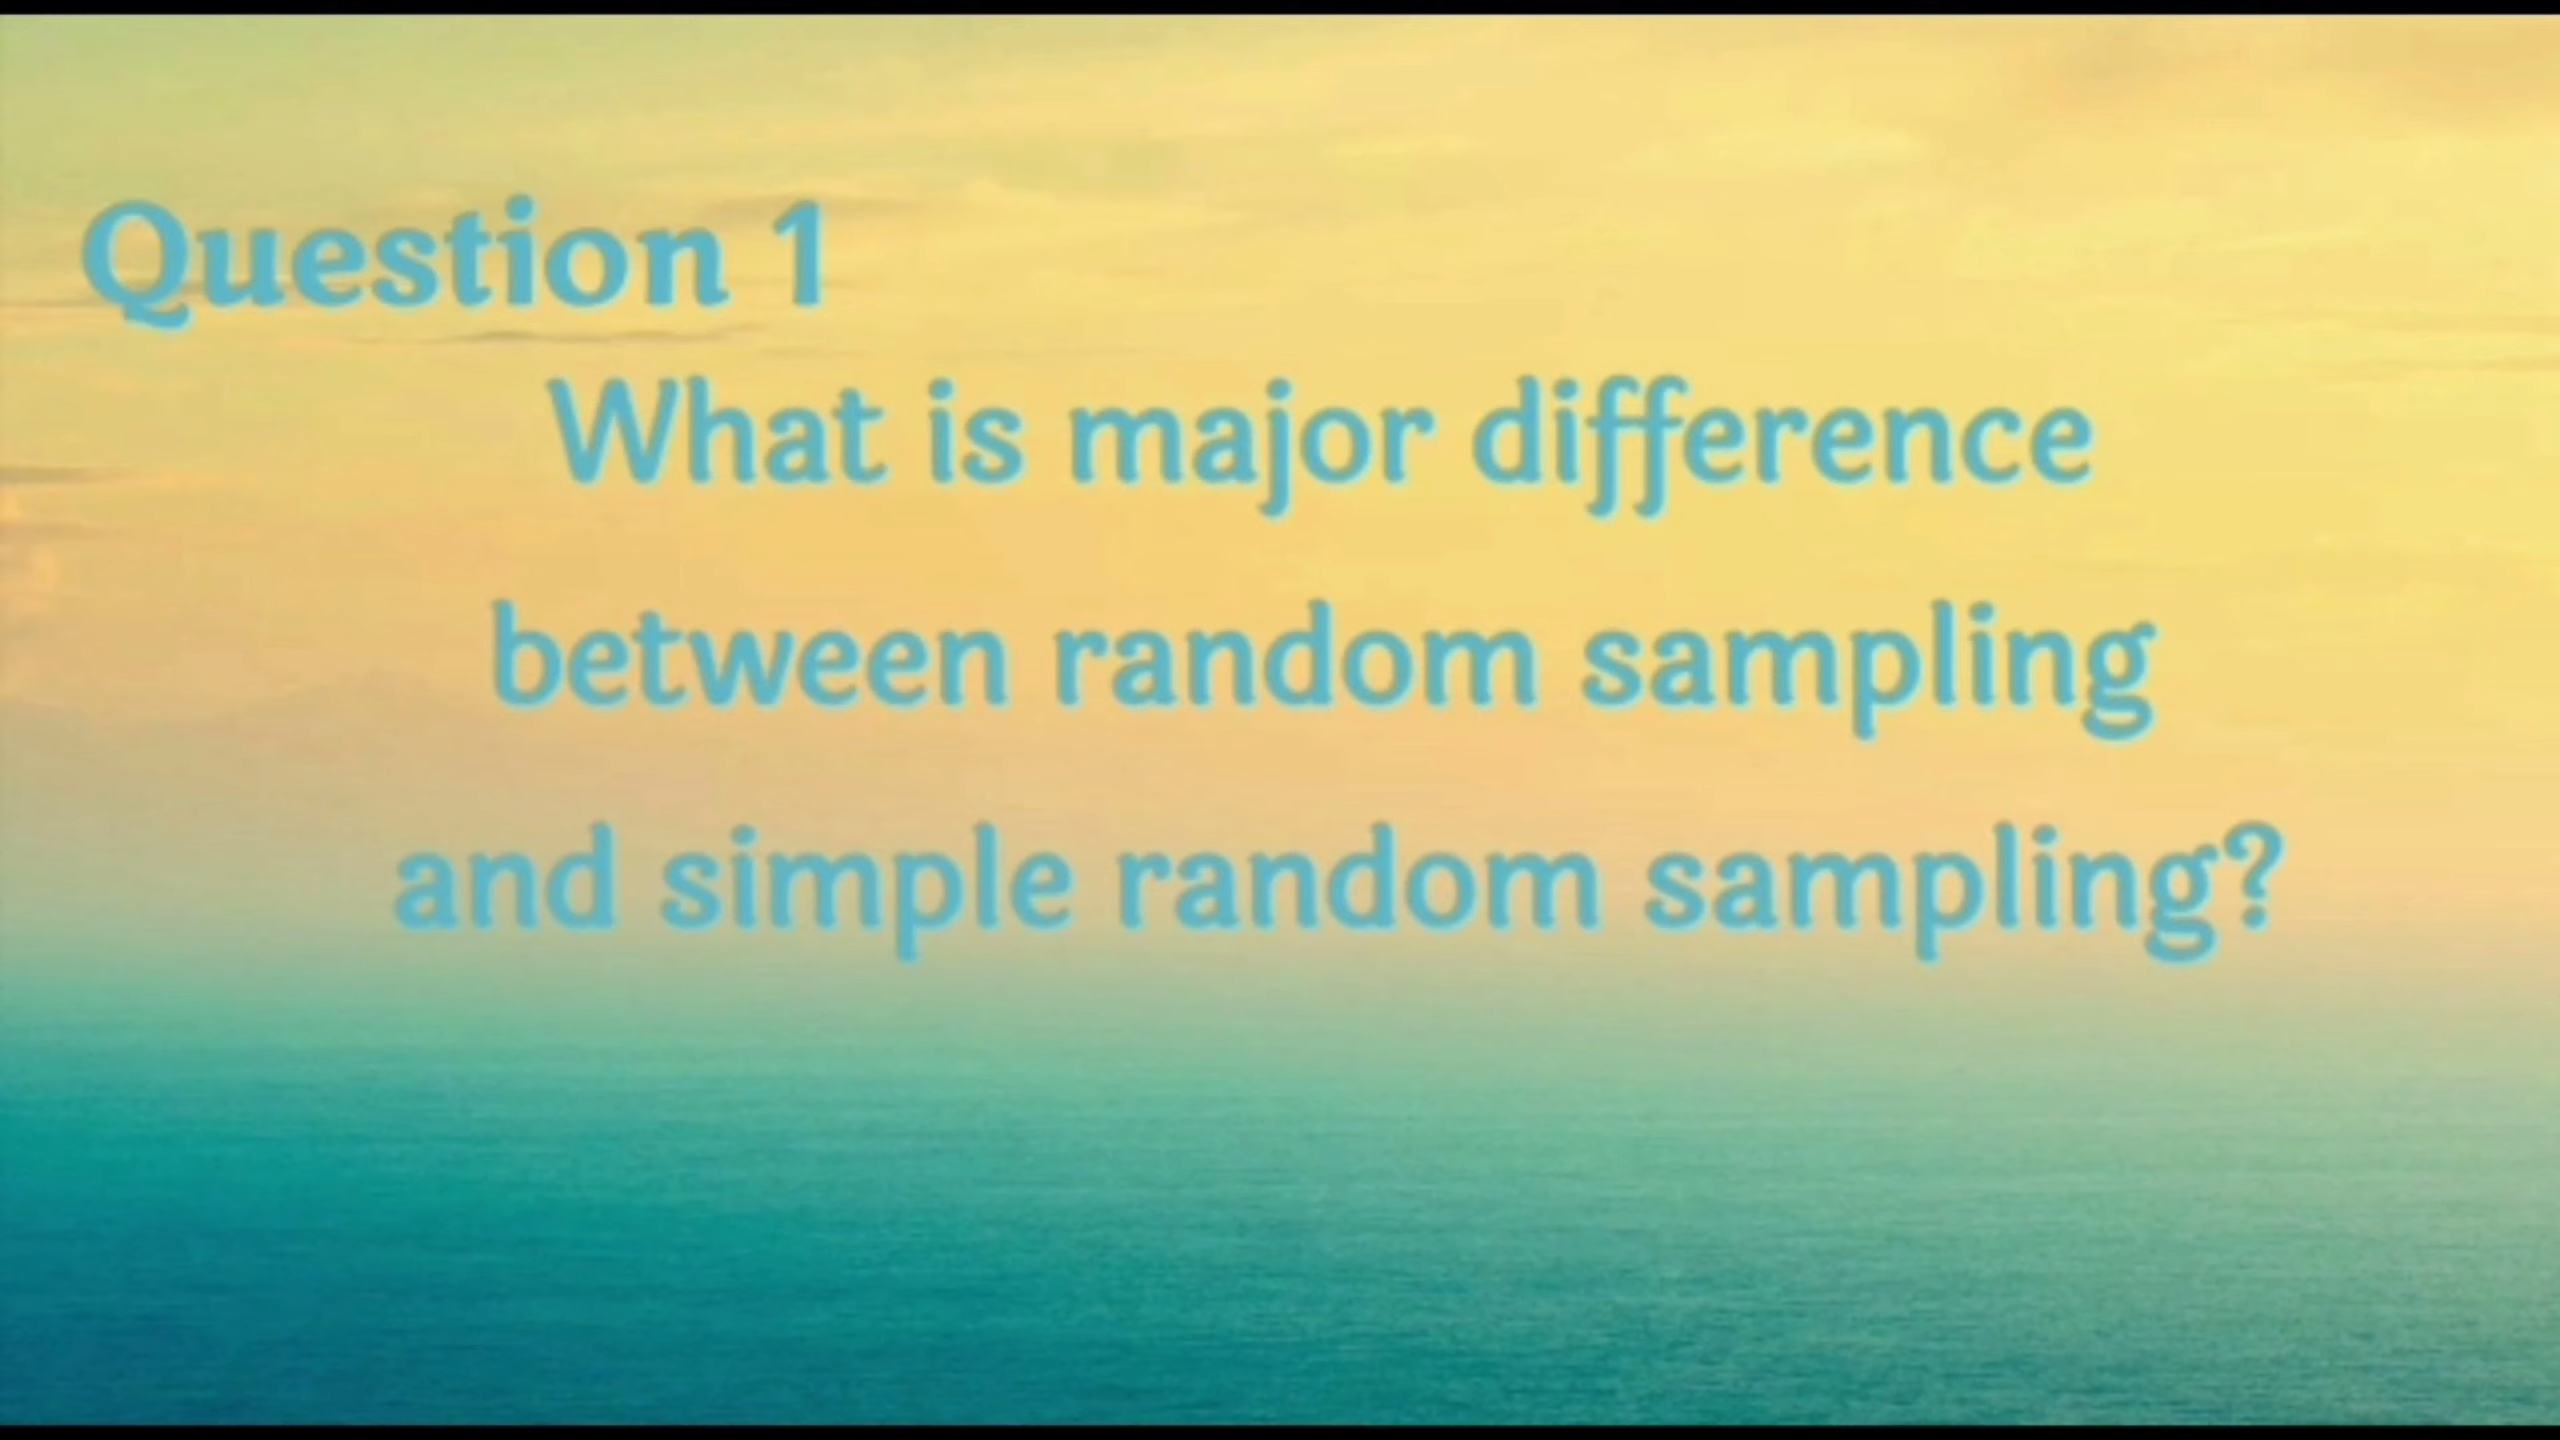 Question 1
What is major difference
between random sampling
and simple random sampling?